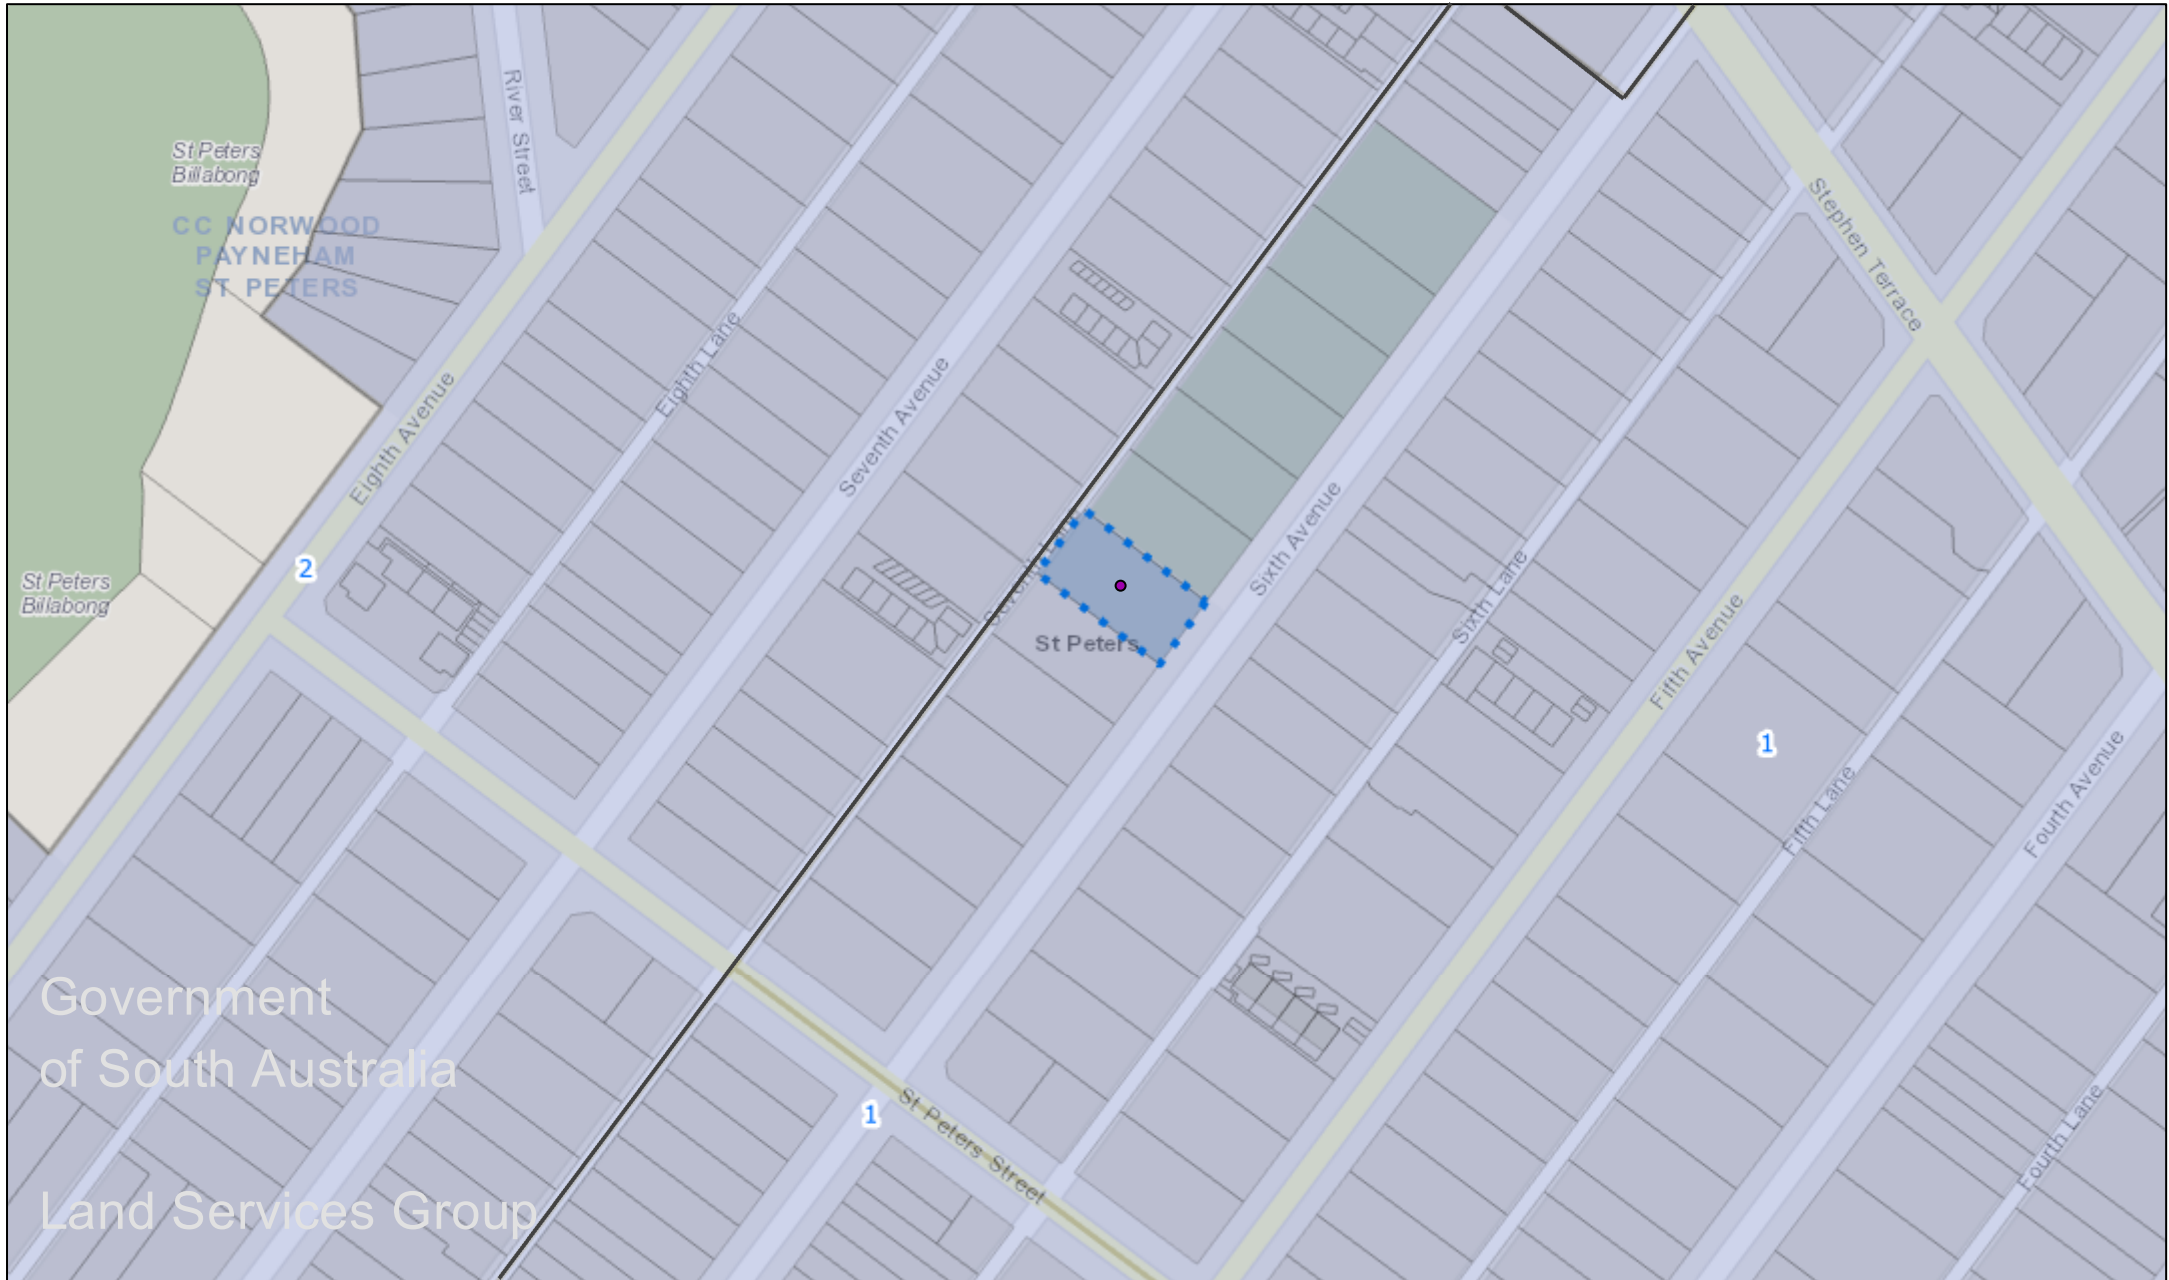 River Street
St Peters
Billabong
CC NORWOOD
PAYNEHAM
ST PETERS
Stephen Terrace
Eighth Lane
Eighth Avenue
Seventh Avenue
Sixth Avenue
2
St Peters
Billabong
St Peters
Sixth Lane
Fifth Avenue
1
Fifth Lane
Fourth Avenue
Government
of South Australia
1
St Peters Street
Fourth Lane
Land Services Group